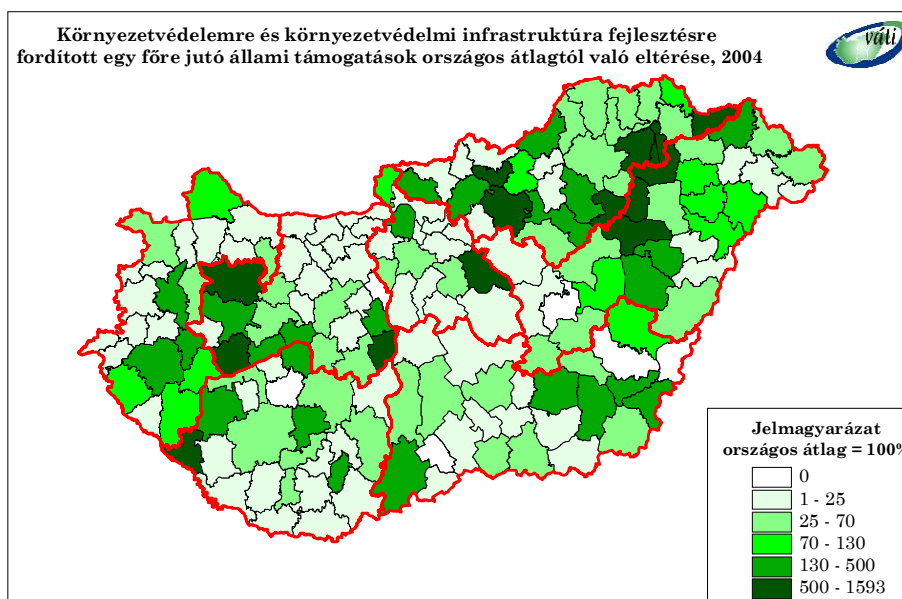 Környezetvédelemre és környezetvédelmi infrastruktúra fejlesztésre
fordított egy főre jutó állami támogatások országos átlagtól való eltérése, 2004
váti
Jelmagyarázat
országos átlag = 100%
0
1 - 25
25 - 70
70 - 130
130 - 500
500 - 1593